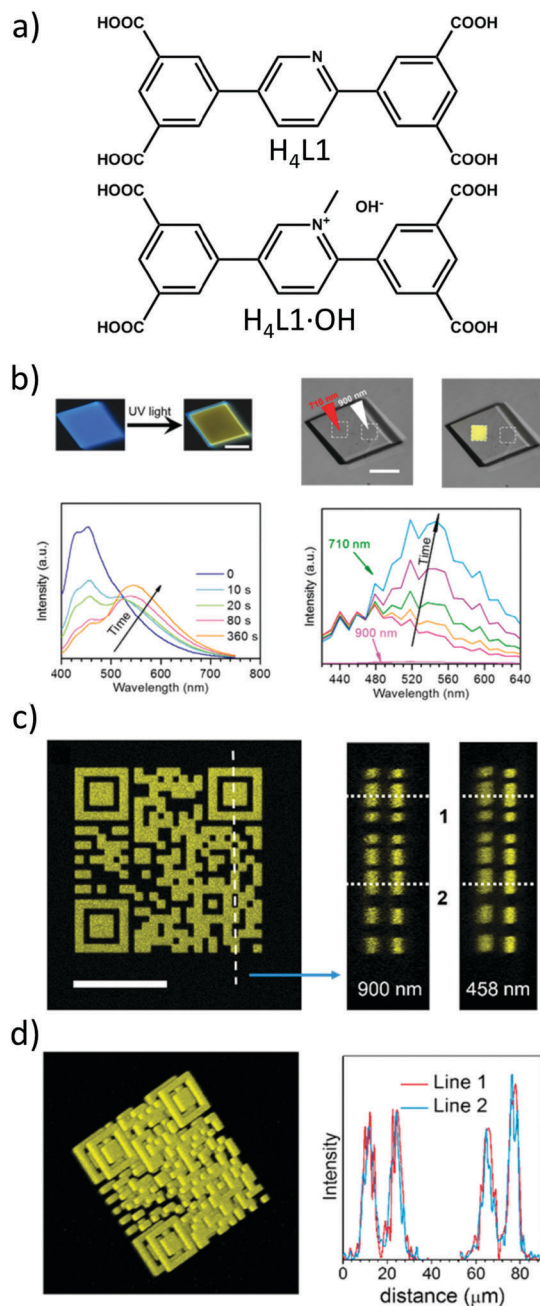 a)
HOOC
COOH
N
HOOC
COOH
H₄L1
HOOC
COOH
OH⁻
N⁺
HOOC
COOH
H₄L1·OH
b)
UV light
710 nm
900 nm
Intensity (a.u.)
0
10 s
20 s
80 s
360 s
Time
400 500 600 700 800
Wavelength (nm)
Intensity (a.u.)
710 nm
Time
900 nm
440 480 520 560 600 640
Wavelength (nm)
c)
1
2
900 nm
458 nm
d)
Line 1
Line 2
Intensity
0 20 40 60 80
distance (μm)